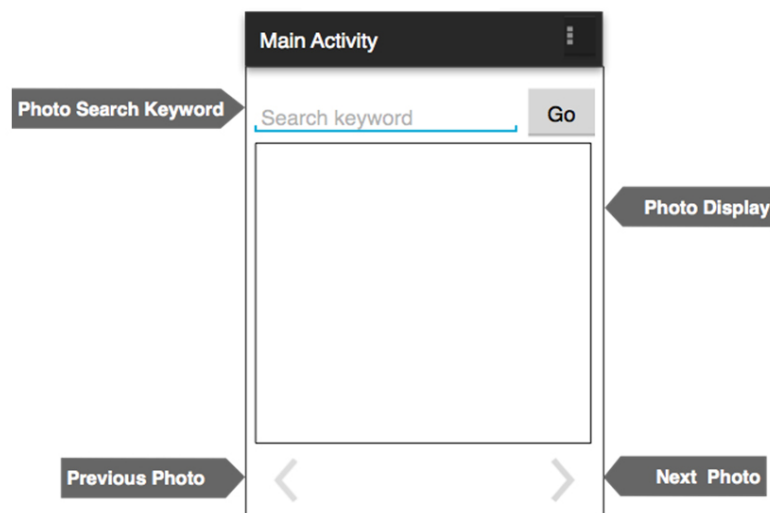 Main Activity
Photo Search Keyword
Search keyword
Go
Photo Display
Previous Photo
Next Photo